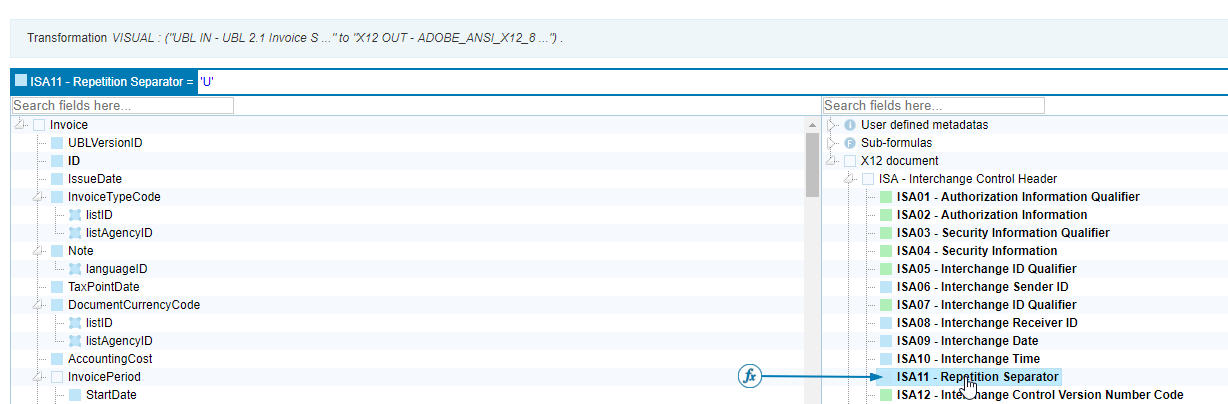 Transformation VISUAL : ("UBL IN - UBL 2.1 Invoice S ..." to "X12 OUT - ADOBE_ANSI_X12_8 ...") .
ISA11 - Repetition Separator = 'U'
Search fields here...
Invoice
UBLVersionID
ID
IssueDate
InvoiceTypeCode
listID
listAgencyID
Note
languageID
TaxPointDate
DocumentCurrencyCode
listID
listAgencyID
AccountingCost
InvoicePeriod
StartDate
Search fields here...
User defined metadatas
Sub-formulas
X12 document
ISA - Interchange Control Header
ISA01 - Authorization Information Qualifier
ISA02 - Authorization Information
ISA03 - Security Information Qualifier
ISA04 - Security Information
ISA05 - Interchange ID Qualifier
ISA06 - Interchange Sender ID
ISA07 - Interchange ID Qualifier
ISA08 - Interchange Receiver ID
ISA09 - Interchange Date
ISA10 - Interchange Time
fx
ISA11 - Repetition Separator
ISA12 - Interchange Control Version Number Code